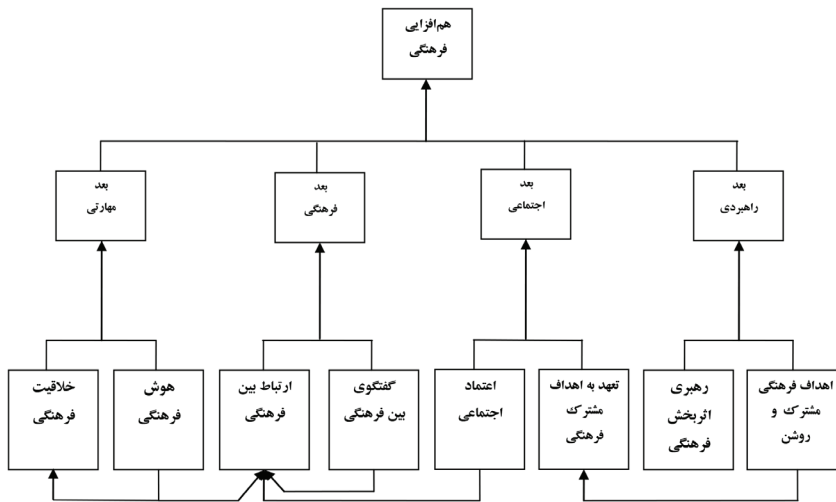 هم‌افزایی
فرهنگی
بعد
راهبردی
بعد
اجتماعی
بعد
فرهنگی
بعد
مهارتی
اهداف فرهنگی
مشترک و
روشن
رهبری
اثربخش
فرهنگی
تعهد به اهداف
مشترک
فرهنگی
اعتماد
اجتماعی
گفتگوی
بین فرهنگی
ارتباط بین
فرهنگی
هوش
فرهنگی
خلاقیت
فرهنگی